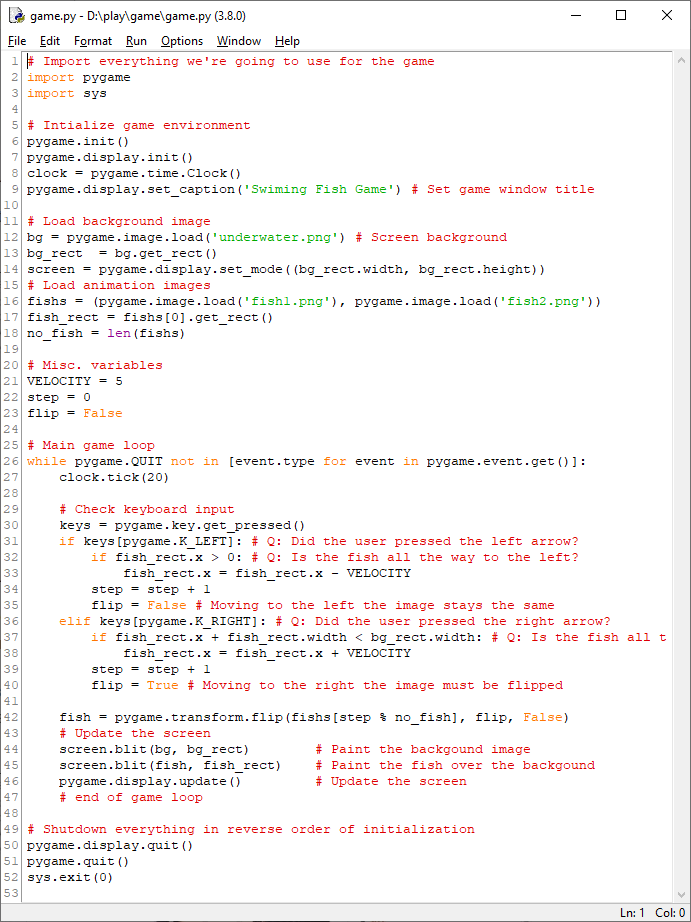 game.py - D:\play\game\game.py (3.8.0)
File Edit Format Run Options Window Help
1 # Import everything we're going to use for the game
2 import pygame
3 import sys
4
5 # Intialize game environment
6 pygame.init()
7 pygame.display.init()
8 clock = pygame.time.Clock()
9 pygame.display.set_caption('Swiming Fish Game') # Set game window title
10
11 # Load background image
12 bg = pygame.image.load('underwater.png') # Screen background
13 bg_rect  = bg.get_rect()
14 screen = pygame.display.set_mode((bg_rect.width, bg_rect.height))
15 # Load animation images
16 fishs = (pygame.image.load('fish1.png'), pygame.image.load('fish2.png'))
17 fish_rect = fishs[0].get_rect()
18 no_fish = len(fishs)
19
20 # Misc. variables
21 VELOCITY = 5
22 step = 0
23 flip = False
24
25 # Main game loop
26 while pygame.QUIT not in [event.type for event in pygame.event.get()]:
27     clock.tick(20)
28
29     # Check keyboard input
30     keys = pygame.key.get_pressed()
31     if keys[pygame.K_LEFT]: # Q: Did the user pressed the left arrow?
32         if fish_rect.x > 0: # Q: Is the fish all the way to the left?
33             fish_rect.x = fish_rect.x - VELOCITY
34         step = step + 1
35         flip = False # Moving to the left the image stays the same
36     elif keys[pygame.K_RIGHT]: # Q: Did the user pressed the right arrow?
37         if fish_rect.x + fish_rect.width < bg_rect.width: # Q: Is the fish all t
38             fish_rect.x = fish_rect.x + VELOCITY
39         step = step + 1
40         flip = True # Moving to the right the image must be flipped
41
42     fish = pygame.transform.flip(fishs[step % no_fish], flip, False)
43     # Update the screen
44     screen.blit(bg, bg_rect)        # Paint the backgound image
45     screen.blit(fish, fish_rect)    # Paint the fish over the backgound
46     pygame.display.update()         # Update the screen
47     # end of game loop
48
49 # Shutdown everything in reverse order of initialization
50 pygame.display.quit()
51 pygame.quit()
52 sys.exit(0)
53
Ln: 1 Col: 0